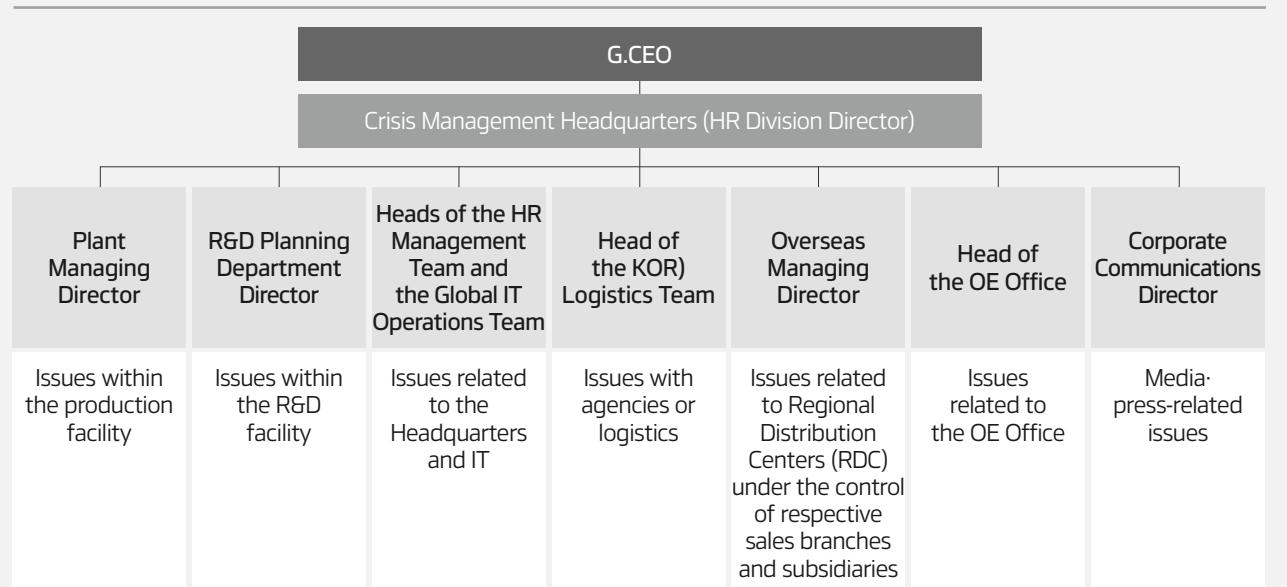 G.CEO
Crisis Management Headquarters (HR Division Director)
Plant
Managing
Director
R&D Planning
Department
Director
Heads of the HR
Management
Team and
the Global IT
Operations Team
Head of
the KOR)
Logistics Team
Overseas
Managing
Director
Head of
the OE Office
Corporate
Communications
Director
Issues within
the production
facility
Issues within
the R&D
facility
Issues related
to the
Headquarters
and IT
Issues with
agencies or
logistics
Issues related
to Regional
Distribution
Centers (RDC)
under the control
of respective
sales branches
and subsidiaries
Issues
related to
the OE Office
Media·
press-related
issues